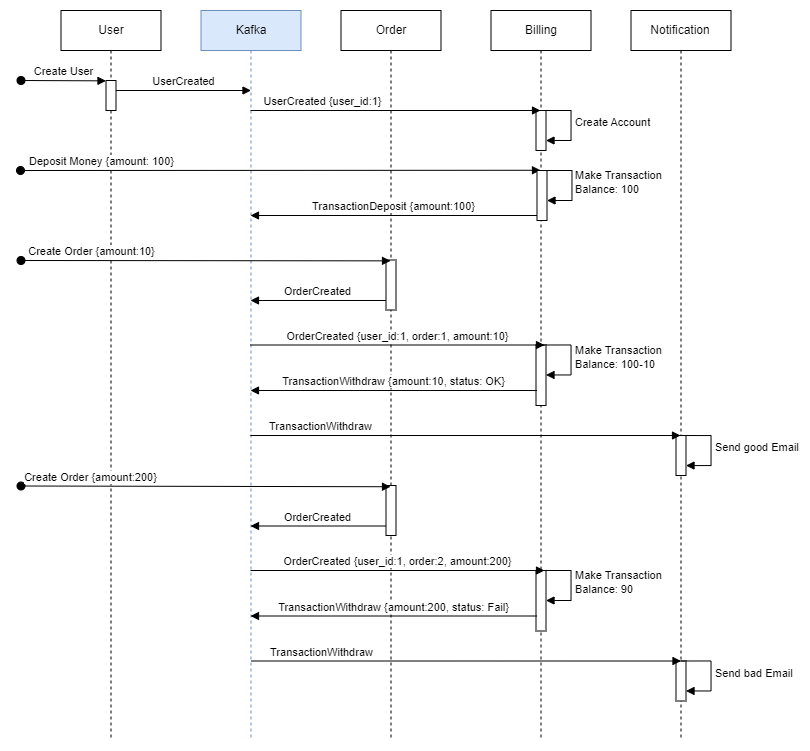 User
Kafka
Order
Billing
Notification
Create User
UserCreated
UserCreated {user_id:1}
Create Account
Deposit Money {amount: 100}
Make Transaction
Balance: 100
TransactionDeposit {amount:100}
Create Order {amount:10}
OrderCreated
OrderCreated {user_id:1, order:1, amount:10}
Make Transaction
Balance: 100-10
TransactionWithdraw {amount:10, status: OK}
TransactionWithdraw
Send good Email
Create Order {amount:200}
OrderCreated
OrderCreated {user_id:1, order:2, amount:200}
Make Transaction
Balance: 90
TransactionWithdraw {amount:200, status: Fail}
TransactionWithdraw
Send bad Email